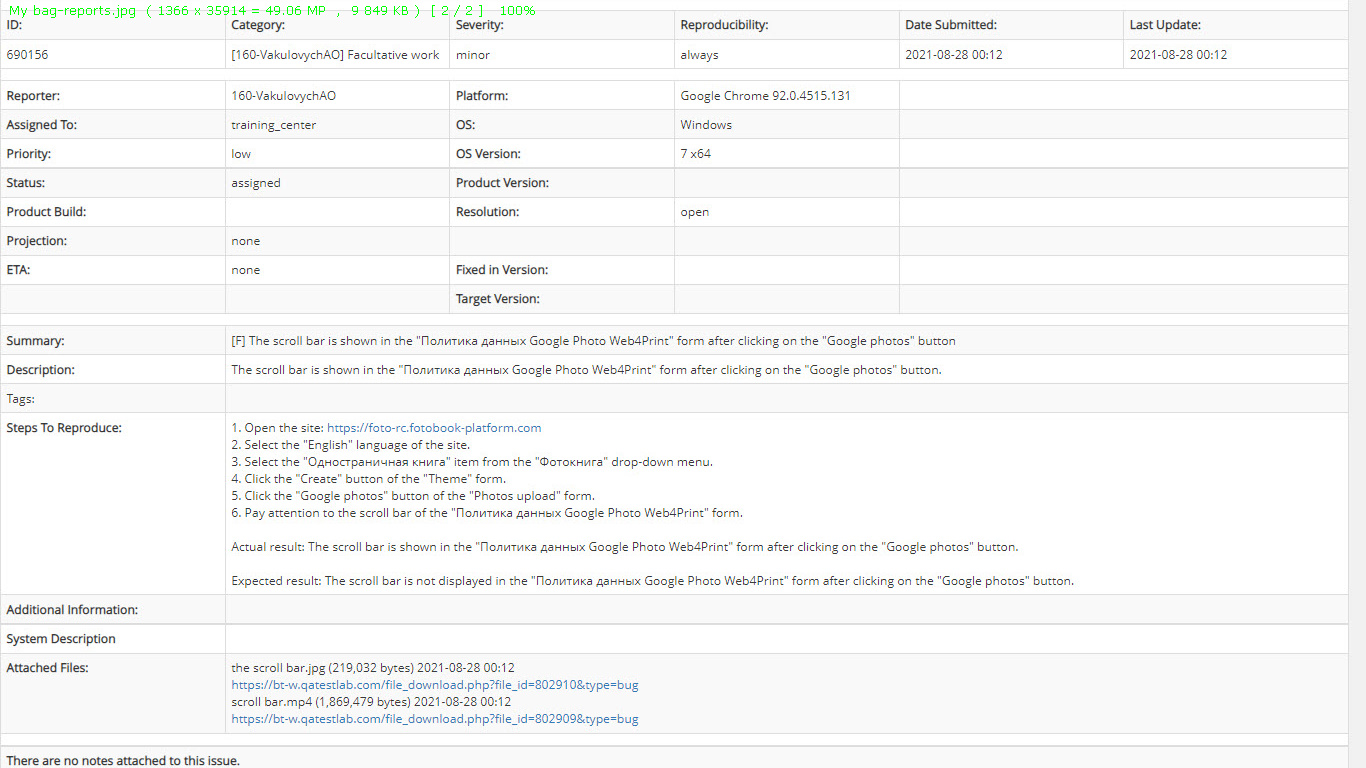 My bag-reports.jpg ( 1366 x 35914 = 49.06 MP , 9 849 KB ) [ 2 / 2 ] 100%
ID: Category: Severity: Reproducibility: Date Submitted: Last Update:
690156 [160-VakulovychAO] Facultative work minor always 2021-08-28 00:12 2021-08-28 00:12
Reporter: 160-VakulovychAO Platform: Google Chrome 92.0.4515.131
Assigned To: training_center OS: Windows
Priority: low OS Version: 7 x64
Status: assigned Product Version:
Product Build: Resolution: open
Projection: none
ETA: none Fixed in Version:
Target Version:
Summary: [F] The scroll bar is shown in the "Политика данных Google Photo Web4Print" form after clicking on the "Google photos" button
Description: The scroll bar is shown in the "Политика данных Google Photo Web4Print" form after clicking on the "Google photos" button.
Tags:
Steps To Reproduce: 1. Open the site: https://foto-rc.fotobook-platform.com
2. Select the "English" language of the site.
3. Select the "Одностраничная книга" item from the "Фотокнига" drop-down menu.
4. Click the "Create" button of the "Theme" form.
5. Click the "Google photos" button of the "Photos upload" form.
6. Pay attention to the scroll bar of the "Политика данных Google Photo Web4Print" form.
Actual result: The scroll bar is shown in the "Политика данных Google Photo Web4Print" form after clicking on the "Google photos" button.
Expected result: The scroll bar is not displayed in the "Политика данных Google Photo Web4Print" form after clicking on the "Google photos" button.
Additional Information:
System Description
Attached Files: the scroll bar.jpg (219,032 bytes) 2021-08-28 00:12
https://bt-w.qatestlab.com/file_download.php?file_id=802910&type=bug
scroll bar.mp4 (1,869,479 bytes) 2021-08-28 00:12
https://bt-w.qatestlab.com/file_download.php?file_id=802909&type=bug
There are no notes attached to this issue.